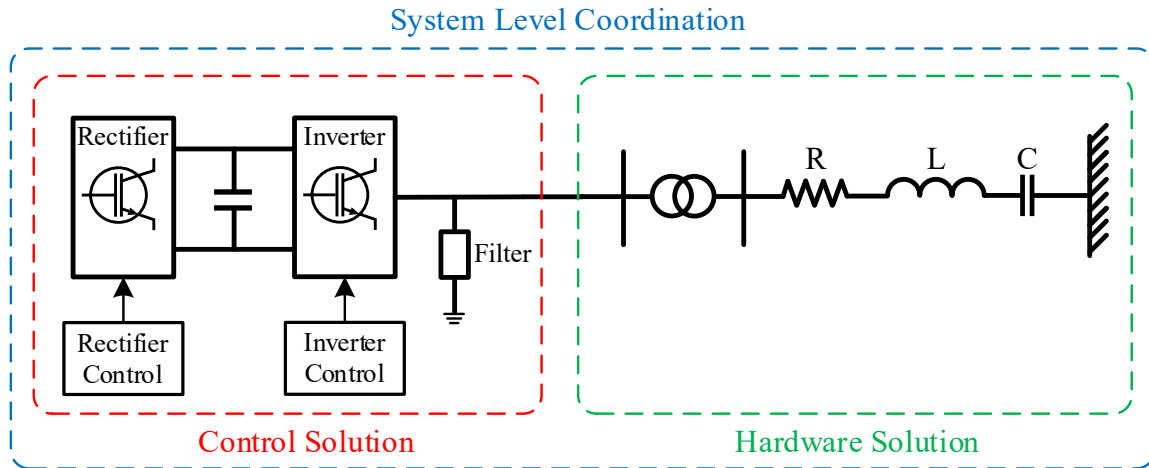 System Level Coordination
Rectifier
Inverter
R
L
C
Filter
Rectifier
Control
Inverter
Control
Control Solution
Hardware Solution